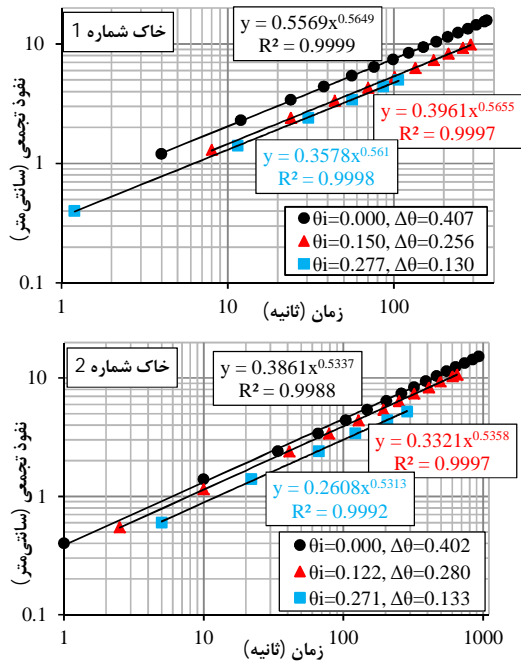 خاک شماره 1
y = 0.5569x^0.5649
R² = 0.9999
y = 0.3961x^0.5655
R² = 0.9997
y = 0.3578x^0.561
R² = 0.9998
θi=0.000, Δθ=0.407
θi=0.150, Δθ=0.256
θi=0.277, Δθ=0.130
10
1
0.1
نفوذ تجمعی (سانتی‌متر)
1
10
100
زمان (ثانیه)
خاک شماره 2
y = 0.3861x^0.5337
R² = 0.9988
y = 0.3321x^0.5358
R² = 0.9997
y = 0.2608x^0.5313
R² = 0.9992
θi=0.000, Δθ=0.402
θi=0.122, Δθ=0.280
θi=0.271, Δθ=0.133
10
1
0.1
نفوذ تجمعی (سانتی‌متر)
1
10
100
1000
زمان (ثانیه)